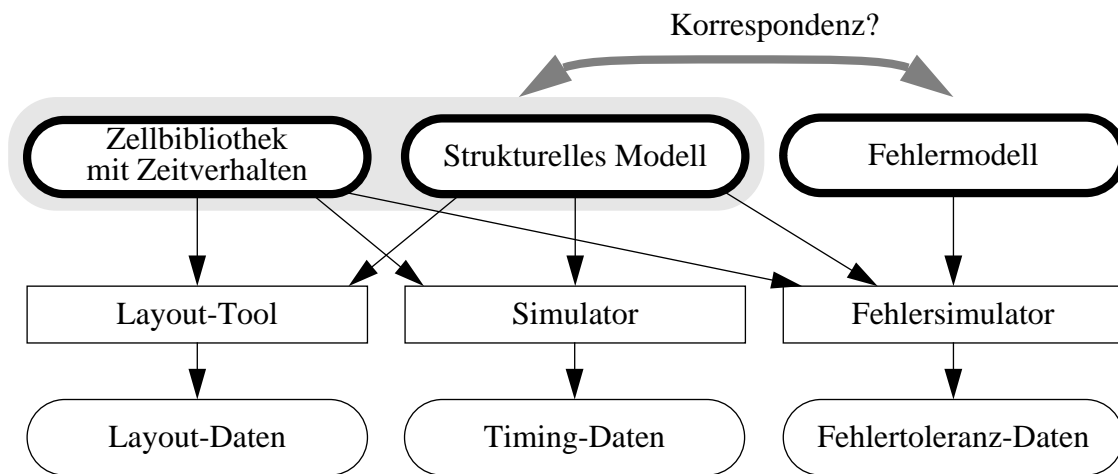 Korrespondenz?
Zellbibliothek
mit Zeitverhalten
Strukturelles Modell
Fehlermodell
Layout-Tool
Simulator
Fehlersimulator
Layout-Daten
Timing-Daten
Fehlertoleranz-Daten